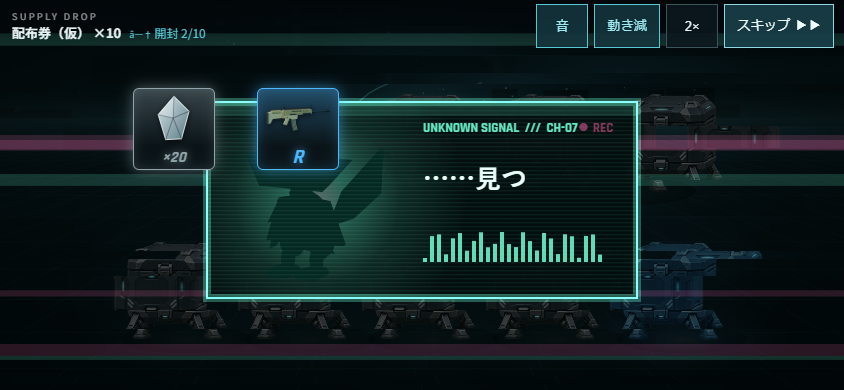 SUPPLY DROP
配布券（仮） ×10 â—† 開封 2/10
音
動き減
2×
スキップ ▶▶
×20
R
UNKNOWN SIGNAL /// CH-07● REC
……見つ